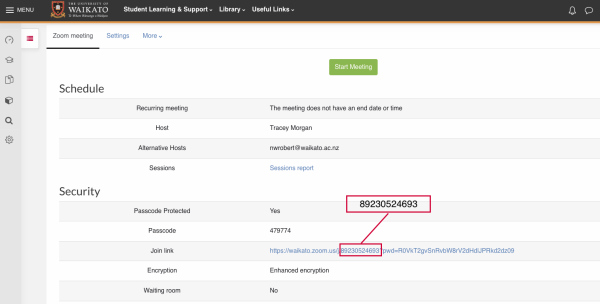 MENU
THE UNIVERSITY OF
WAIKATO
Te Whare Wānanga o Waikato
Student Learning & Support
Library
Useful Links
Zoom meeting
Settings
More
Start Meeting
Schedule
Recurring meeting The meeting does not have an end date or time
Host Tracey Morgan
Alternative Hosts nwrobert@waikato.ac.nz
Sessions Sessions report
Security
89230524693
Passcode Protected Yes
Passcode 479774
Join link https://waikato.zoom.us/j/89230524693?pwd=R0VkT2gvSnRvbW8rV2dHdiUPRkd2dz09
Encryption Enhanced encryption
Waiting room No